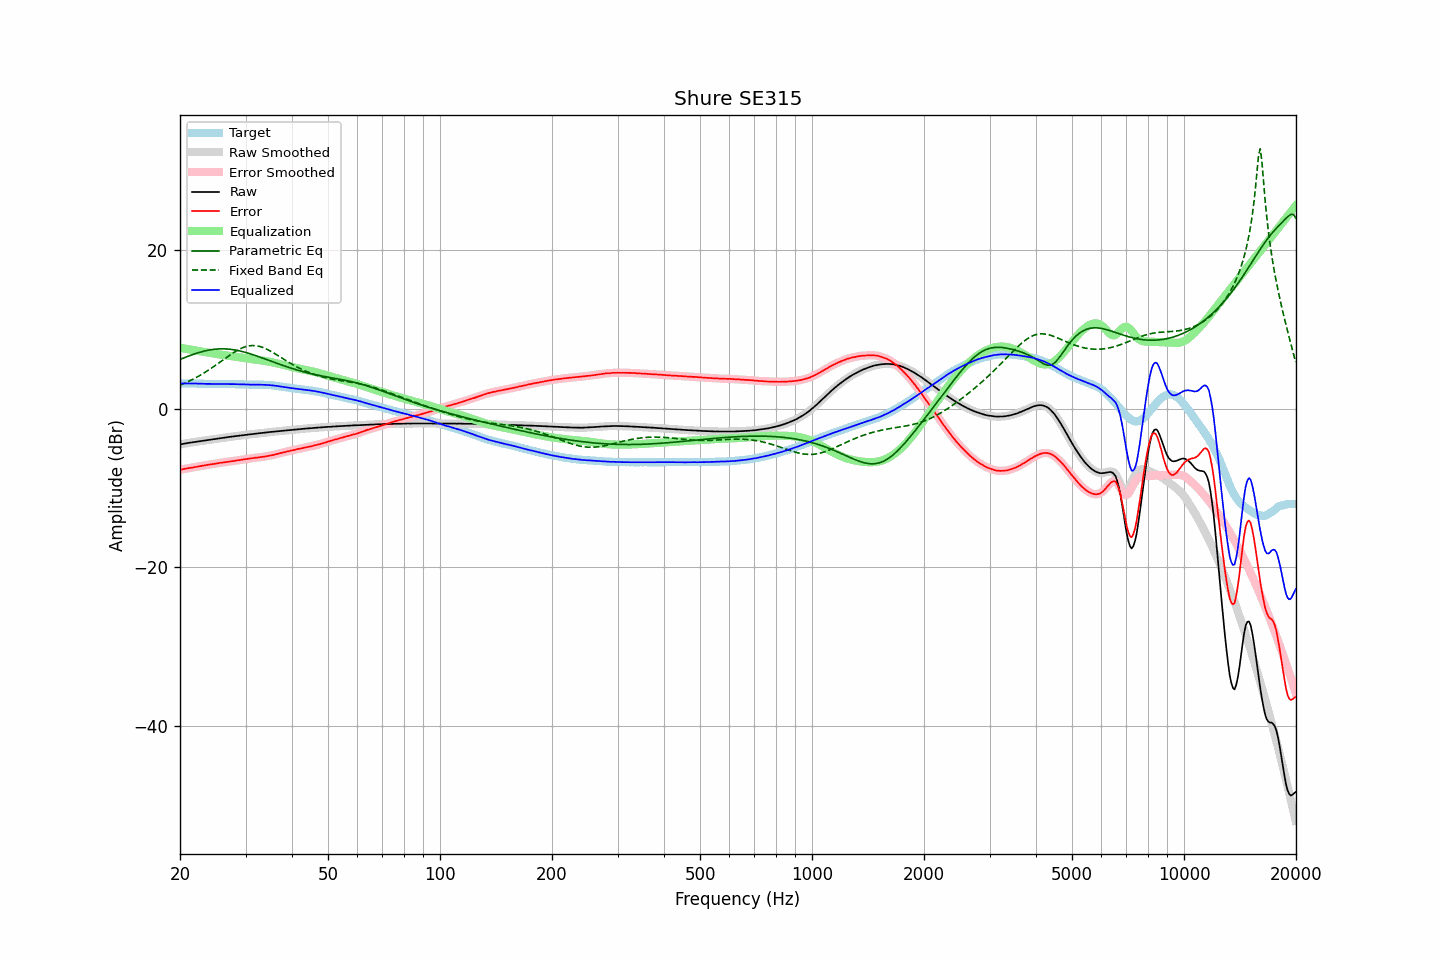 Shure SE315
Target
Raw Smoothed
Error Smoothed
Raw
Error
Equalization
Parametric Eq
Fixed Band Eq
Equalized
Amplitude (dBr)
20
0
−20
−40
20 50 100 200 500 1000 2000 5000 10000 20000
Frequency (Hz)